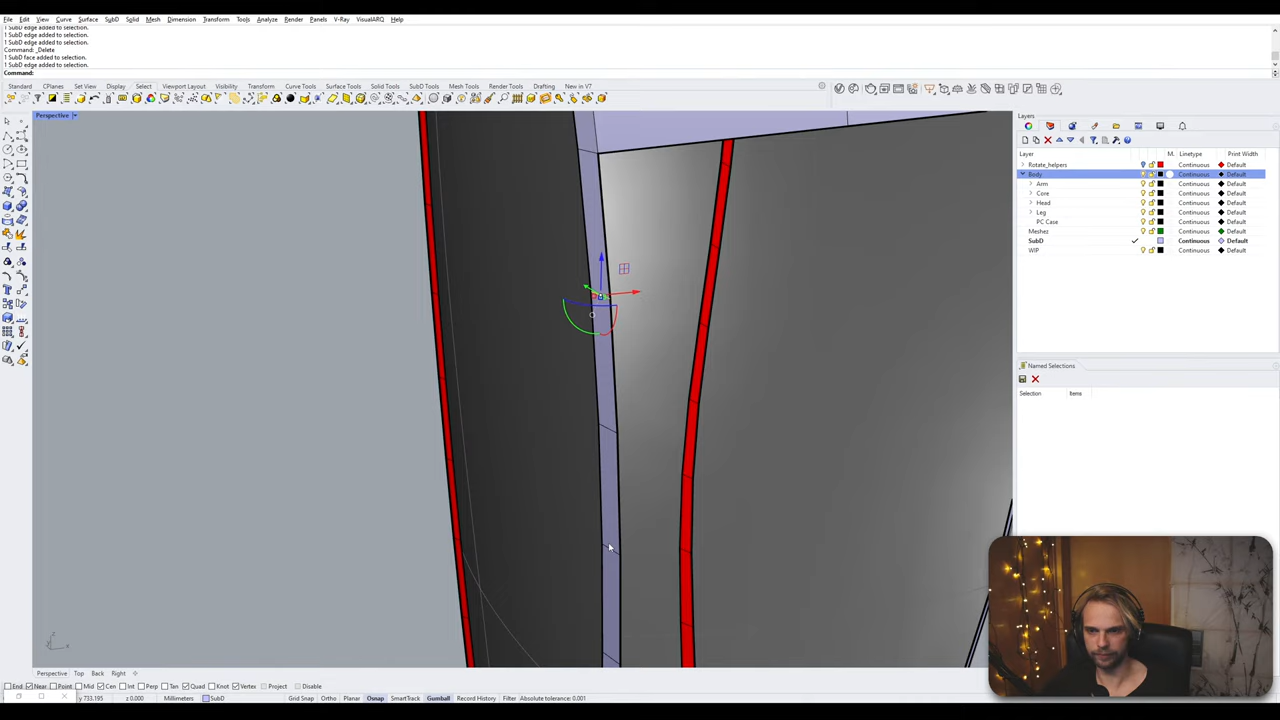 File Edit View Curve Surface SubD Solid Mesh Dimension Transform Tools Analyze Render Panels V-Ray VisualARQ Help
1 SubD edge added to selection.
1 SubD edge added to selection.
1 SubD edge added to selection.
Command: _Delete
1 SubD face added to selection.
1 SubD edge added to selection.
Command:
Standard CPlanes Set View Display Select Viewport Layout Visibility Transform Curve Tools Surface Tools Solid Tools SubD Tools Mesh Tools Render Tools Drafting New in V7
Perspective
Layers
Layer M. Linetype Print Width
Rotate_helpers Continuous Default
Body Continuous Default
Arm Continuous Default
Core Continuous Default
Head Continuous Default
Leg Continuous Default
PC Case Continuous Default
Meshez Continuous Default
SubD Continuous Default
WIP Continuous Default
Named Selections
Selection Items
z
x
Perspective Top Back Right
End Near Point Mid Cen Int Perp Tan Quad Knot Vertex Project Disable
y 733.195 z 0.000 Millimeters SubD Grid Snap Ortho Planar Osnap SmartTrack Gumball Record History Filter Absolute tolerance: 0.001